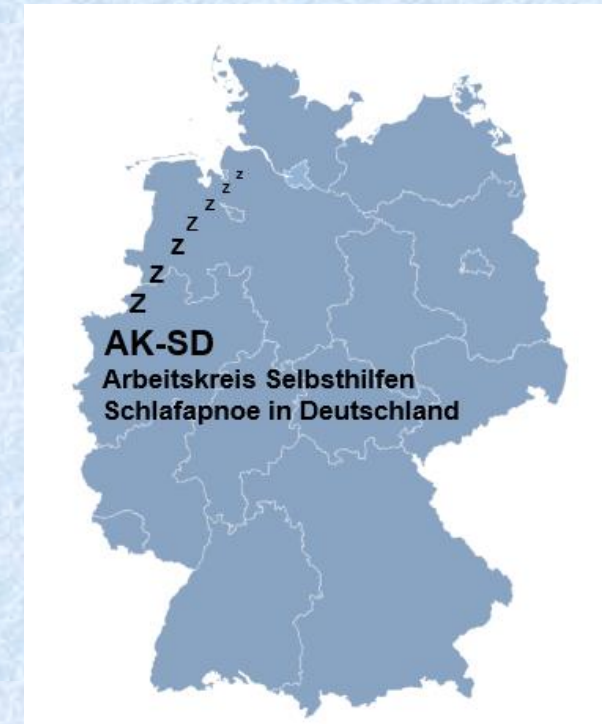 z
z
z
z
z
z
z
AK-SD
Arbeitskreis Selbsthilfen
Schlafapnoe in Deutschland